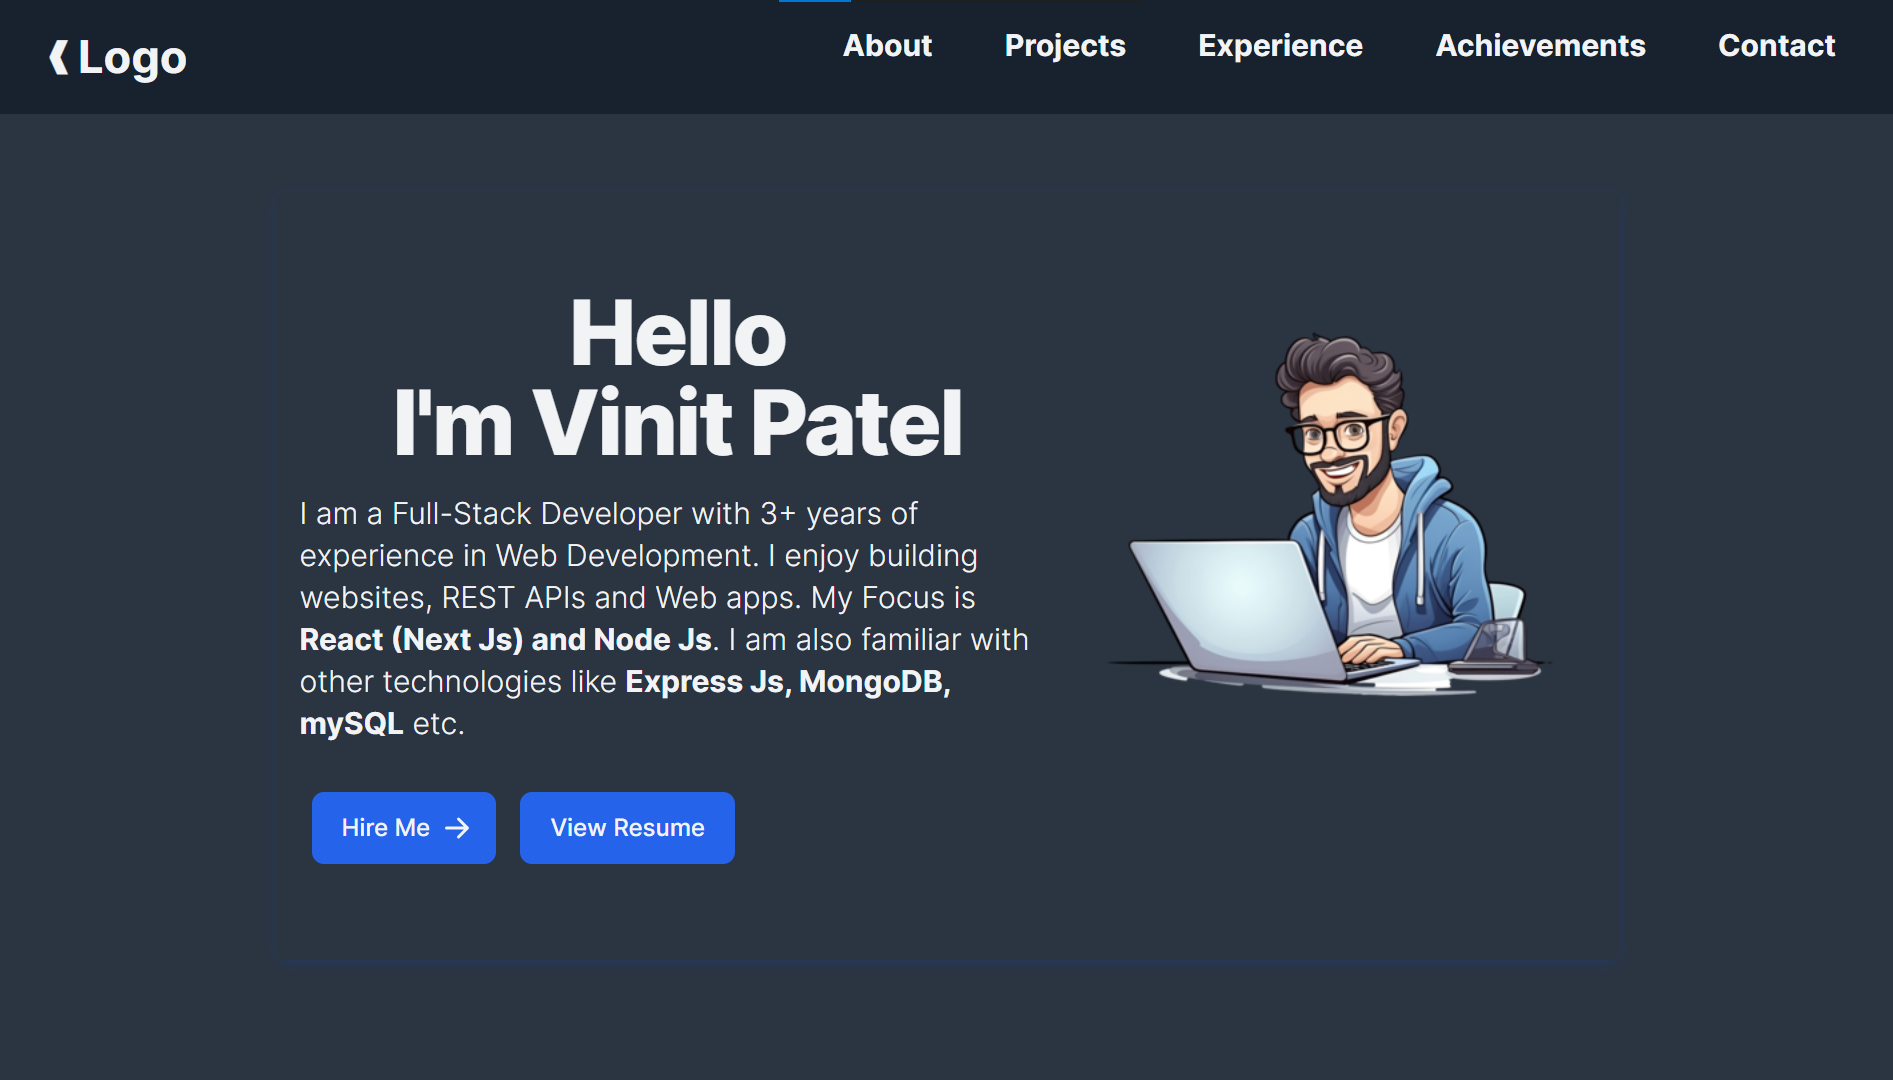 Logo
About Projects Experience Achievements Contact
Hello
I'm Vinit Patel
I am a Full-Stack Developer with 3+ years of
experience in Web Development. I enjoy building
websites, REST APIs and Web apps. My Focus is
React (Next Js) and Node Js. I am also familiar with
other technologies like Express Js, MongoDB,
mySQL etc.
Hire Me →
View Resume